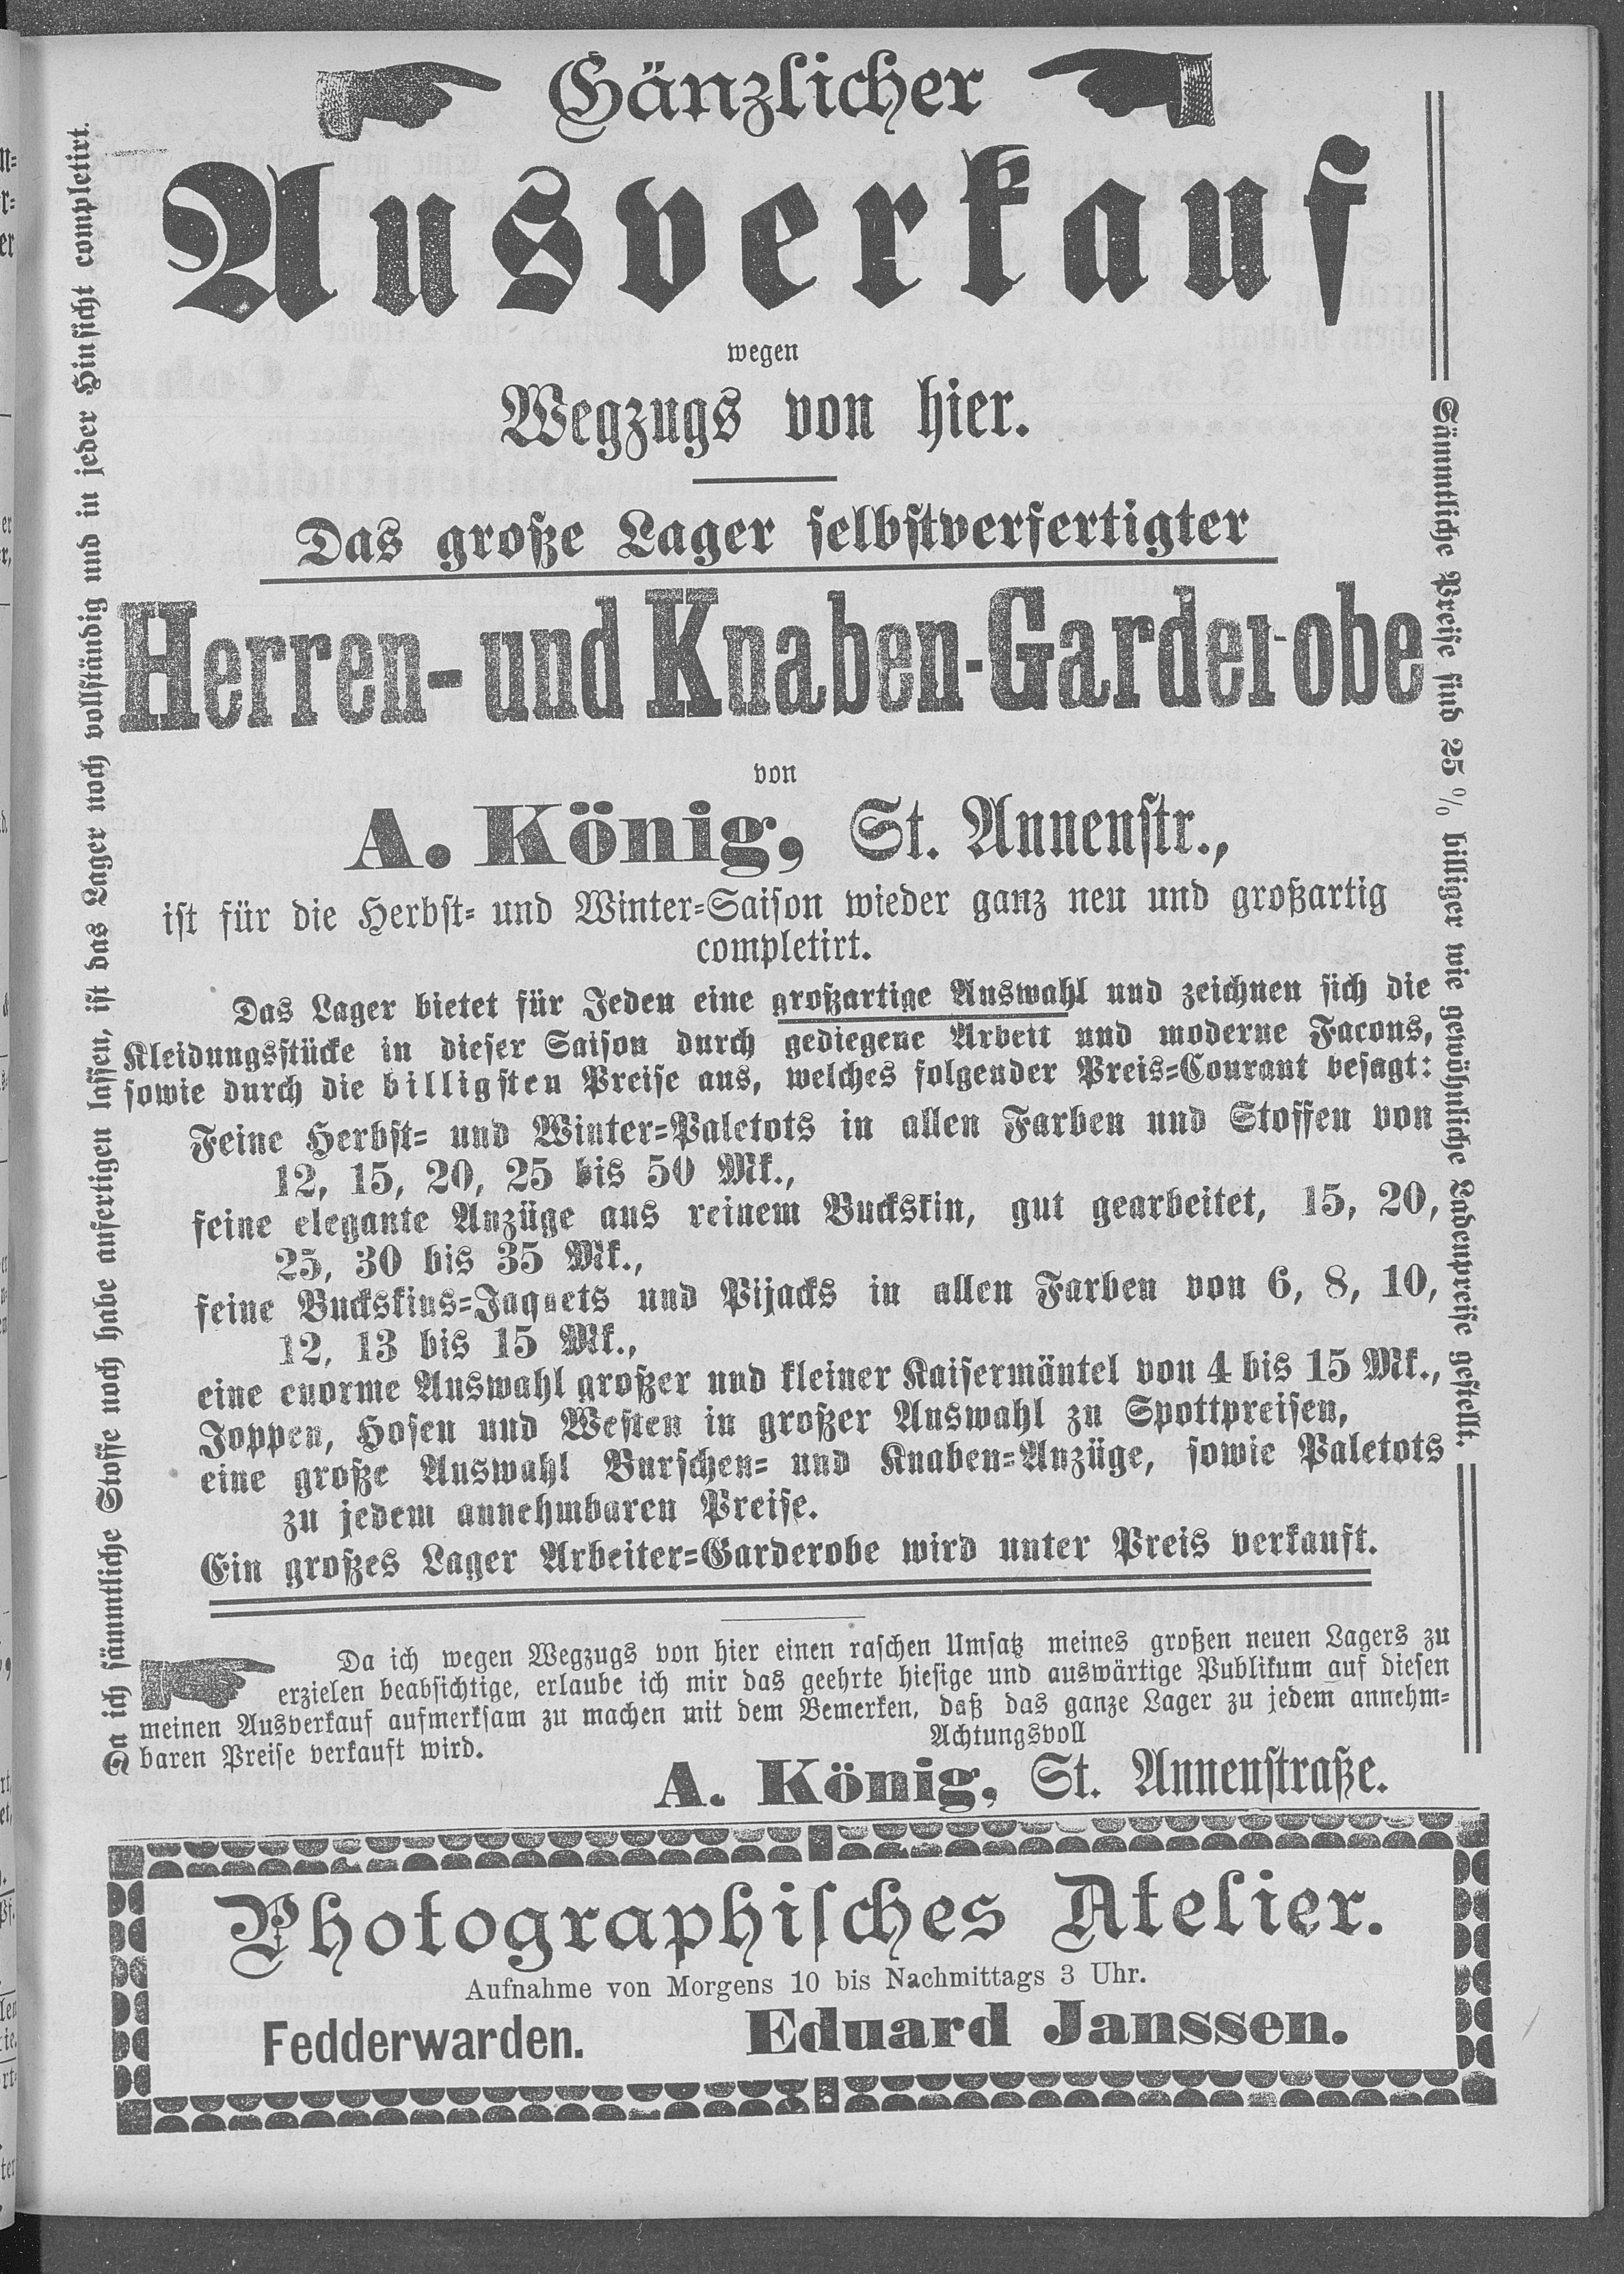 Gänzlicher
Ausverkauf
wegen
Wegzugs von hier.
Das große Lager selbstverfertigter
Herren- und Knaben-Garderobe
von
A. König, St. Annenstr.,
ist für die Herbst- und Winter-Saison wieder ganz neu und großartig
completirt.
Das Lager bietet für Jeden eine großartige Auswahl und zeichnen sich die
Kleidungsstücke in dieser Saison durch gediegene Arbeit und moderne Facons,
sowie durch die billigsten Preise aus, welches folgender Preis-Courant besagt:
Feine Herbst- und Winter-Paletots in allen Farben und Stoffen von
12, 15, 20, 25 bis 50 Mk.,
feine elegante Anzüge aus reinem Buckskin, gut gearbeitet, 15, 20,
25, 30 bis 35 Mk.,
feine Buckskins-Jaquets und Pijacks in allen Farben von 6, 8, 10,
12, 13 bis 15 Mk.,
eine enorme Auswahl großer und kleiner Kaisermäntel von 4 bis 15 Mk.,
Joppen, Hosen und Westen in großer Auswahl zu Spottpreisen,
eine große Auswahl Burschen- und Knaben-Anzüge, sowie Paletots
zu jedem annehmbaren Preise.
Ein großes Lager Arbeiter-Garderobe wird unter Preis verkauft.
Da ich wegen Wegzugs von hier einen raschen Umsatz meines großen neuen Lagers zu
erzielen beabsichtige, erlaube ich mir das geehrte hiesige und auswärtige Publikum auf diesen
meinen Ausverkauf aufmerksam zu machen mit dem Bemerken, daß das ganze Lager zu jedem annehm-
baren Preise verkauft wird.
Achtungsvoll
A. König, St. Annenstraße.
Da ich sämmtliche Stoffe noch habe anfertigen lassen, ist das Lager noch vollständig und in jeder Hinsicht completirt.
Sämmtliche Preise sind 25 % billiger wie gewöhnliche Ladenpreise gestellt.
Photographisches Atelier.
Aufnahme von Morgens 10 bis Nachmittags 3 Uhr.
Fedderwarden. Eduard Janssen.